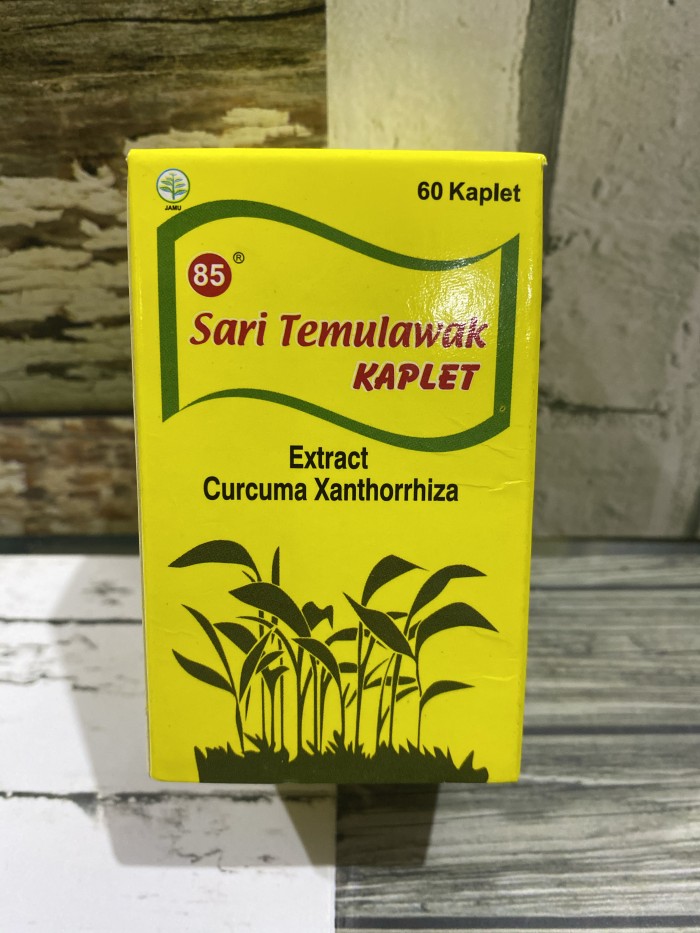 JAMU
60 Kaplet
85®
Sari Temulawak
KAPLET
Extract
Curcuma Xanthorrhiza